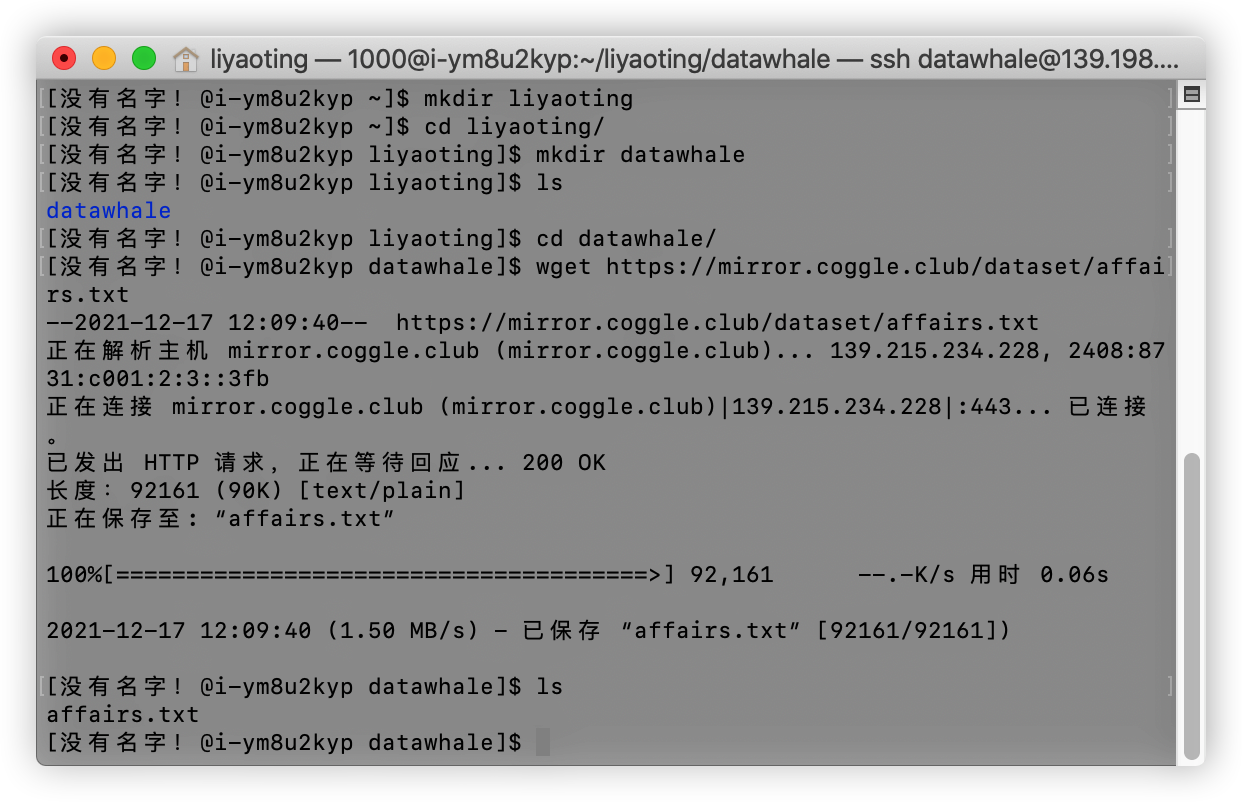 liyaoting — 1000@i-ym8u2kyp:~/liyaoting/datawhale — ssh datawhale@139.198....
[[没有名字！@i-ym8u2kyp ~]$ mkdir liyaoting ]
[[没有名字！@i-ym8u2kyp ~]$ cd liyaoting/ ]
[[没有名字！@i-ym8u2kyp liyaoting]$ mkdir datawhale ]
[[没有名字！@i-ym8u2kyp liyaoting]$ ls ]
datawhale
[[没有名字！@i-ym8u2kyp liyaoting]$ cd datawhale/ ]
[[没有名字！@i-ym8u2kyp datawhale]$ wget https://mirror.coggle.club/dataset/affai]
rs.txt
--2021-12-17 12:09:40--  https://mirror.coggle.club/dataset/affairs.txt
正在解析主机 mirror.coggle.club (mirror.coggle.club)... 139.215.234.228, 2408:87
31:c001:2:3::3fb
正在连接 mirror.coggle.club (mirror.coggle.club)|139.215.234.228|:443... 已连接
。
已发出 HTTP 请求，正在等待回应... 200 OK
长度：92161 (90K) [text/plain]
正在保存至: “affairs.txt”
100%[======================================>] 92,161      --.-K/s 用时 0.06s
2021-12-17 12:09:40 (1.50 MB/s) - 已保存 “affairs.txt” [92161/92161])
[[没有名字！@i-ym8u2kyp datawhale]$ ls ]
affairs.txt
[没有名字！@i-ym8u2kyp datawhale]$